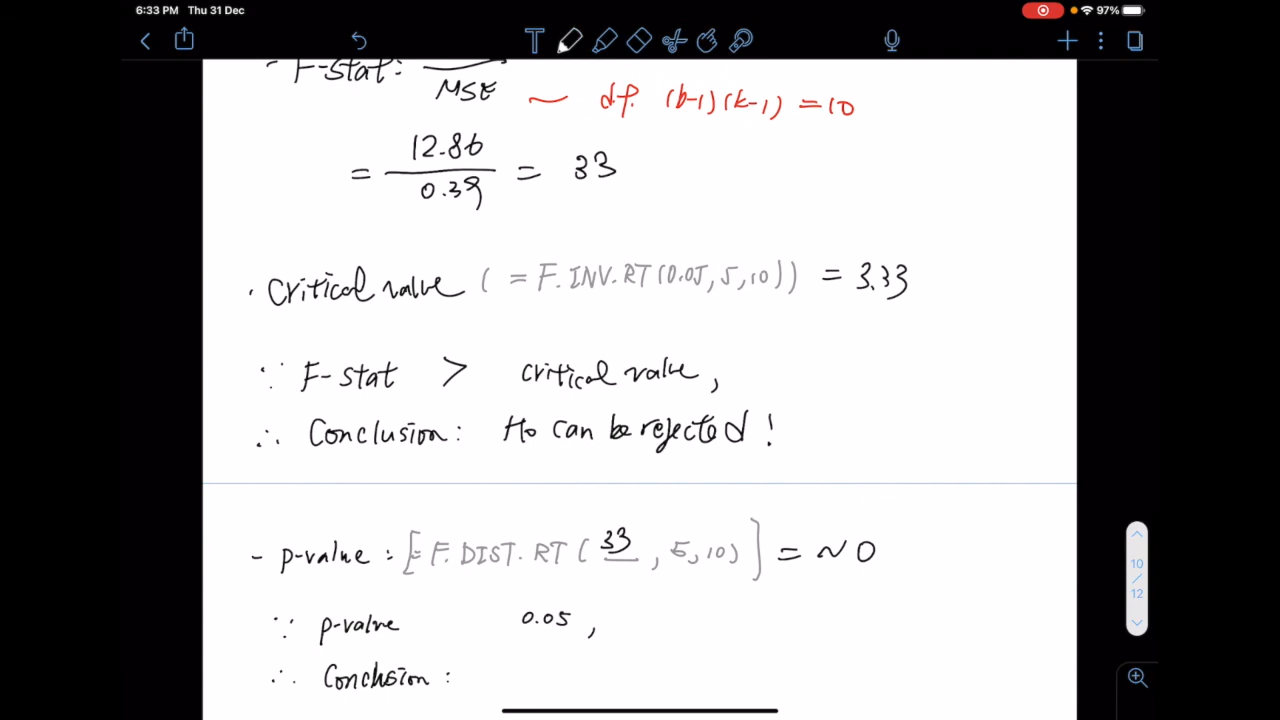 6:33 PM Thu 31 Dec
97%
- F-stat:
MSE ~ d.f. (b-1)(k-1) = 10
= 12.86 / 0.39 = 33
· Critical value ( = F.INV.RT(0.05, 5, 10)) = 3.33
∵ F-stat > critical value,
∴ Conclusion: Ho can be rejected !
- p-value : [= F.DIST.RT( 33 , 5, 10) ] = ~ 0
∵ p-value 0.05 ,
∴ Conclusion :
10
/
12